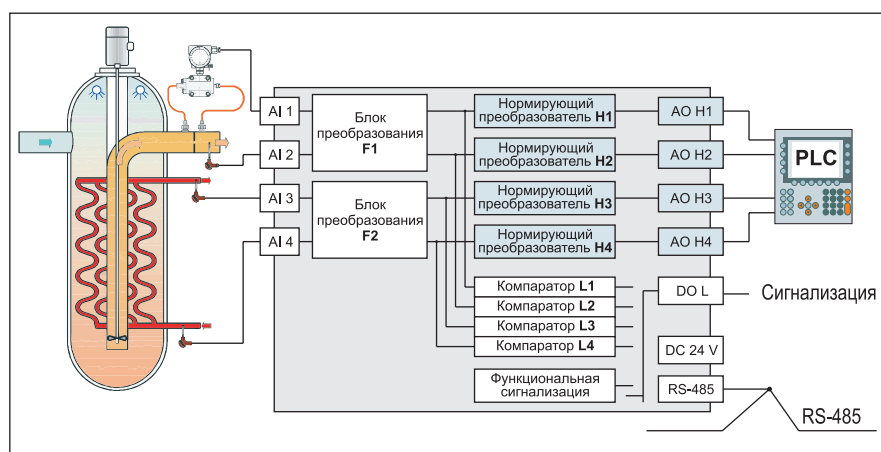 AI 1
AI 2
AI 3
AI 4
Блок
преобразования
F1
Блок
преобразования
F2
Нормирующий
преобразователь H1
Нормирующий
преобразователь H2
Нормирующий
преобразователь H3
Нормирующий
преобразователь H4
AO H1
AO H2
AO H3
AO H4
PLC
Компаратор L1
Компаратор L2
Компаратор L3
Компаратор L4
Функциональная
сигнализация
DO L
Сигнализация
DC 24 V
RS-485
RS-485